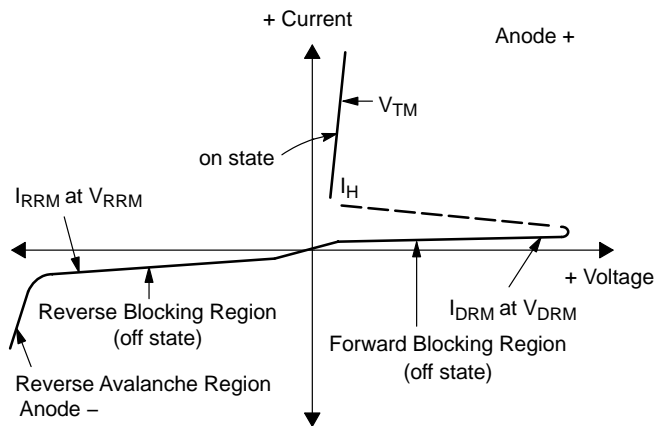 + Current
Anode +
VTM
on state
IH
IRRM at VRRM
+ Voltage
IDRM at VDRM
Reverse Blocking Region
(off state)
Forward Blocking Region
(off state)
Reverse Avalanche Region
Anode −